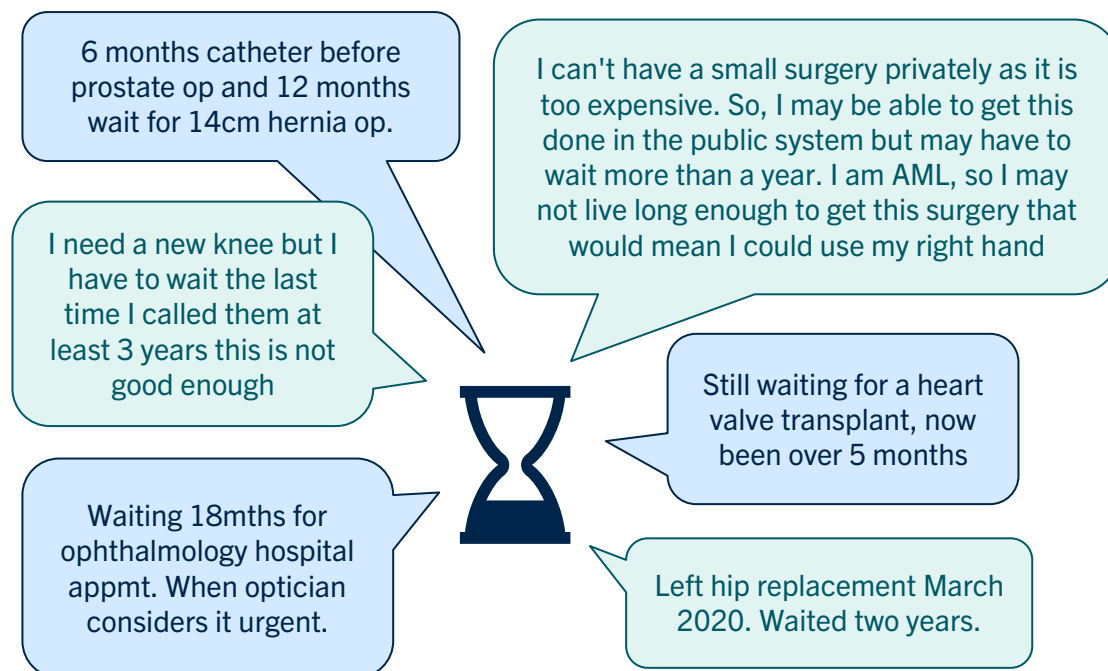 6 months catheter before
prostate op and 12 months
wait for 14cm hernia op.
I can't have a small surgery privately as it is
too expensive. So, I may be able to get this
done in the public system but may have to
wait more than a year. I am AML, so I may
not live long enough to get this surgery that
would mean I could use my right hand
I need a new knee but I
have to wait the last
time I called them at
least 3 years this is not
good enough
Still waiting for a heart
valve transplant, now
been over 5 months
Waiting 18mths for
ophthalmology hospital
appmt. When optician
considers it urgent.
Left hip replacement March
2020. Waited two years.